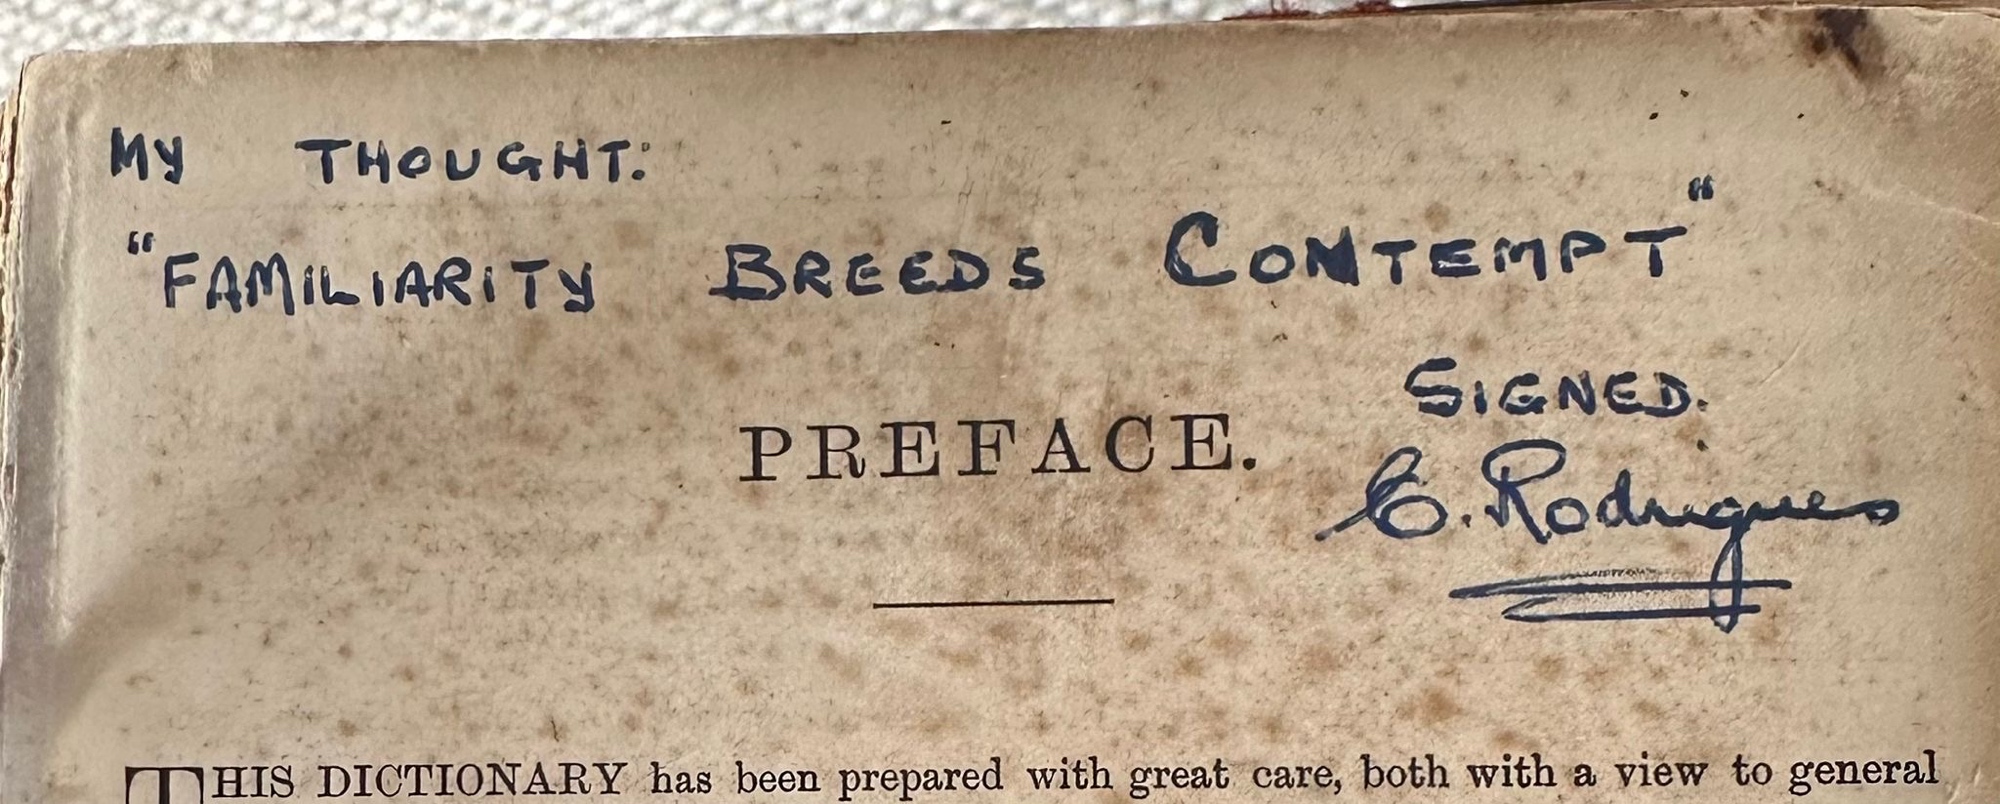 MY THOUGHT:
"FAMILIARITY BREEDS CONTEMPT"
SIGNED.
PREFACE.
C. Rodrigues
THIS DICTIONARY has been prepared with great care, both with a view to general